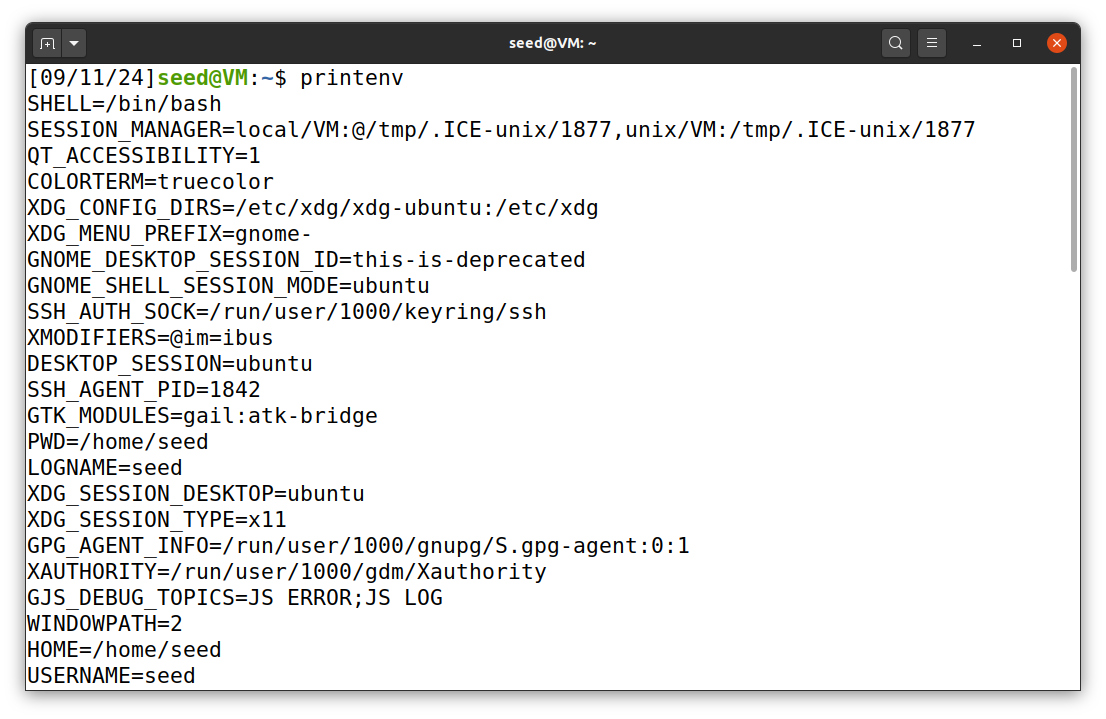 seed@VM: ~
[09/11/24]seed@VM:~$ printenv
SHELL=/bin/bash
SESSION_MANAGER=local/VM:@/tmp/.ICE-unix/1877,unix/VM:/tmp/.ICE-unix/1877
QT_ACCESSIBILITY=1
COLORTERM=truecolor
XDG_CONFIG_DIRS=/etc/xdg/xdg-ubuntu:/etc/xdg
XDG_MENU_PREFIX=gnome-
GNOME_DESKTOP_SESSION_ID=this-is-deprecated
GNOME_SHELL_SESSION_MODE=ubuntu
SSH_AUTH_SOCK=/run/user/1000/keyring/ssh
XMODIFIERS=@im=ibus
DESKTOP_SESSION=ubuntu
SSH_AGENT_PID=1842
GTK_MODULES=gail:atk-bridge
PWD=/home/seed
LOGNAME=seed
XDG_SESSION_DESKTOP=ubuntu
XDG_SESSION_TYPE=x11
GPG_AGENT_INFO=/run/user/1000/gnupg/S.gpg-agent:0:1
XAUTHORITY=/run/user/1000/gdm/Xauthority
GJS_DEBUG_TOPICS=JS ERROR;JS LOG
WINDOWPATH=2
HOME=/home/seed
USERNAME=seed